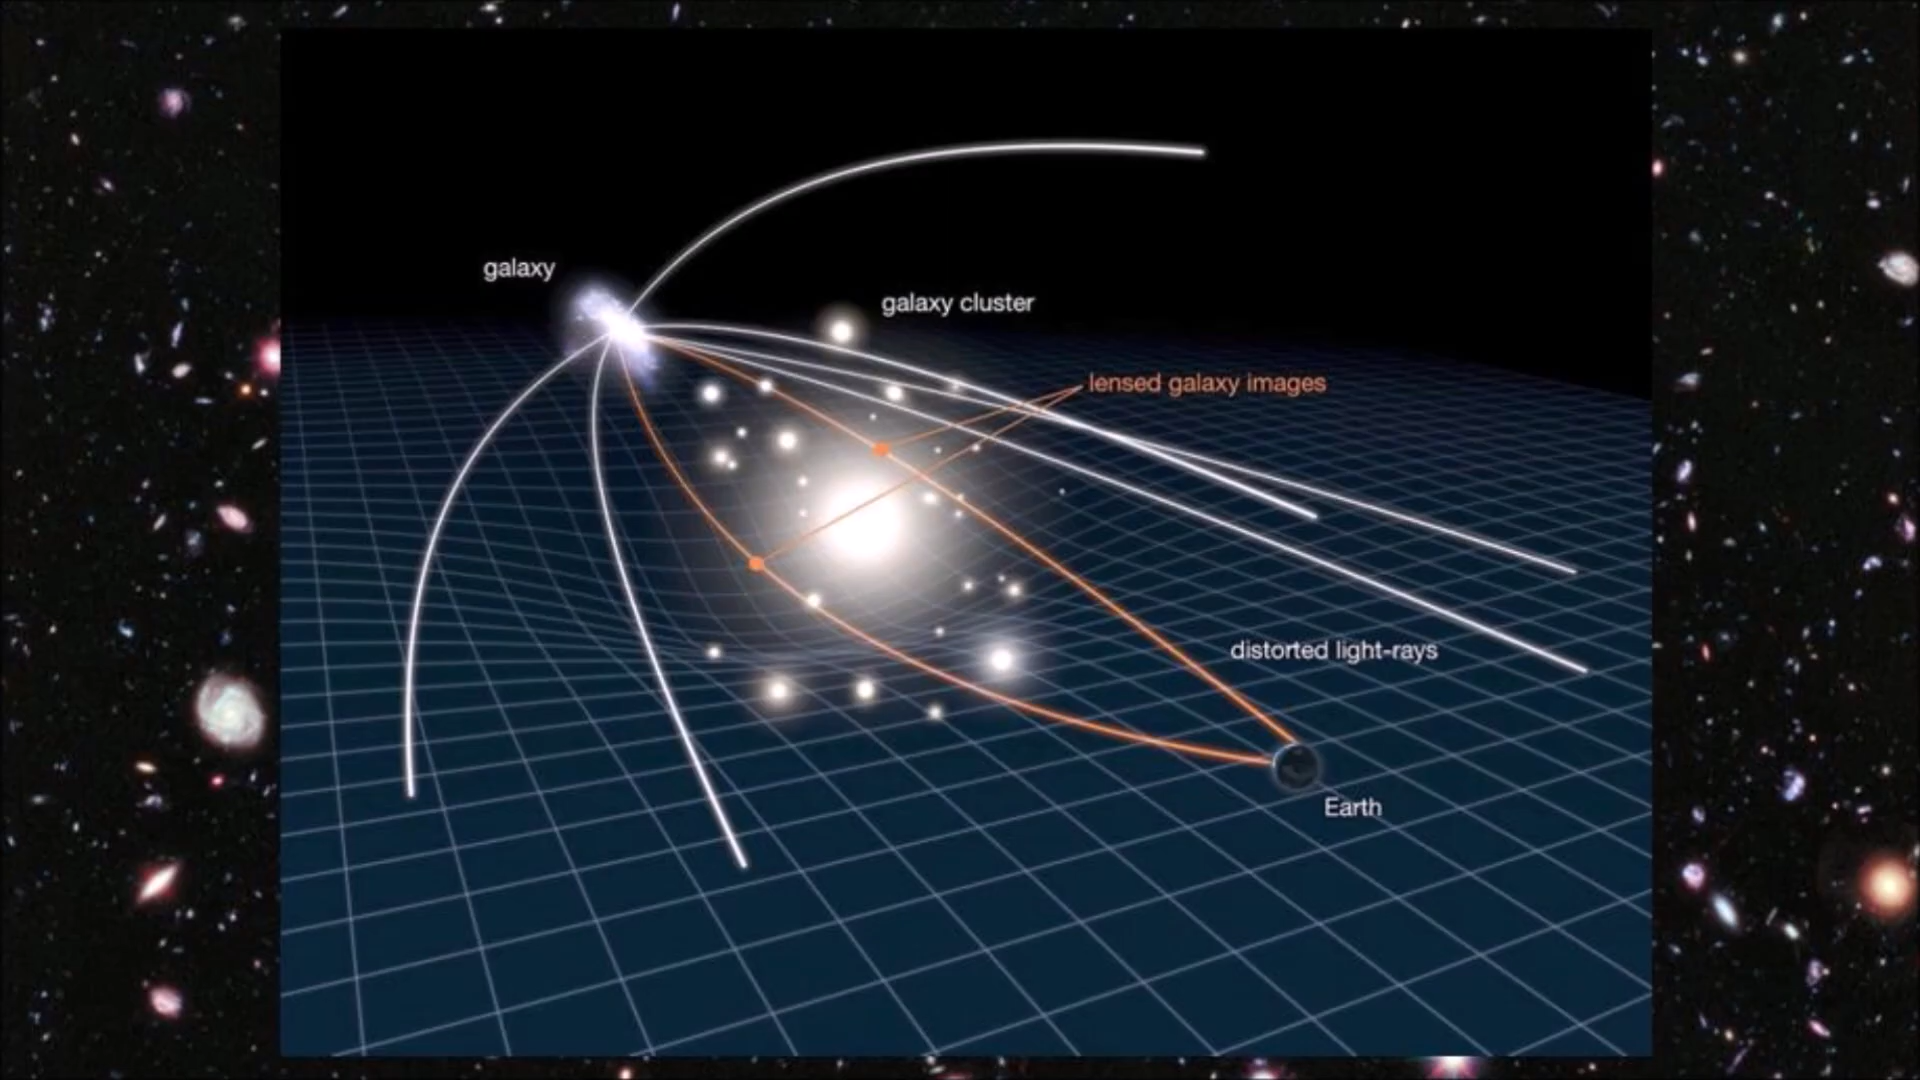 galaxy
galaxy cluster
lensed galaxy images
distorted light-rays
Earth